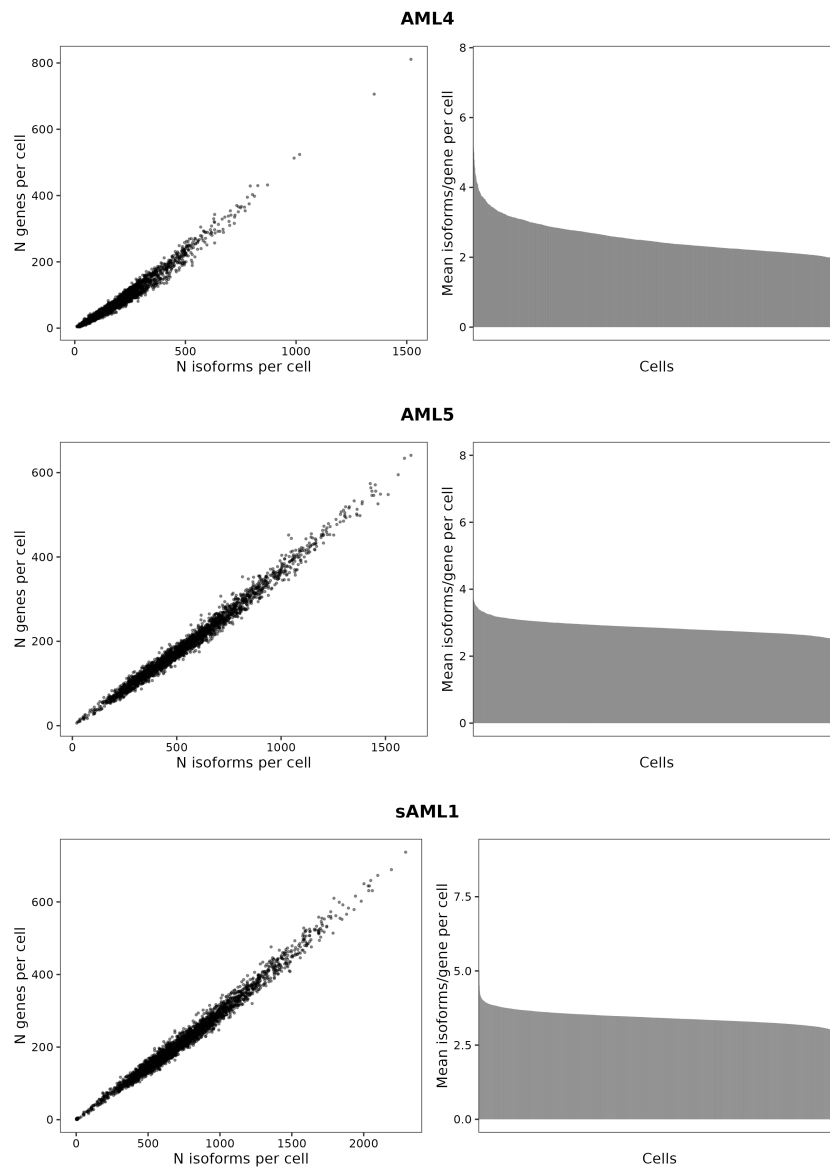 AML4
N genes per cell
800
600
400
200
0
0 500 1000 1500
N isoforms per cell
Mean isoforms/gene per cell
8
6
4
2
0
Cells
AML5
N genes per cell
600
400
200
0
0 500 1000 1500
N isoforms per cell
Mean isoforms/gene per cell
8
6
4
2
0
Cells
sAML1
N genes per cell
600
400
200
0
0 500 1000 1500 2000
N isoforms per cell
Mean isoforms/gene per cell
7.5
5.0
2.5
0.0
Cells